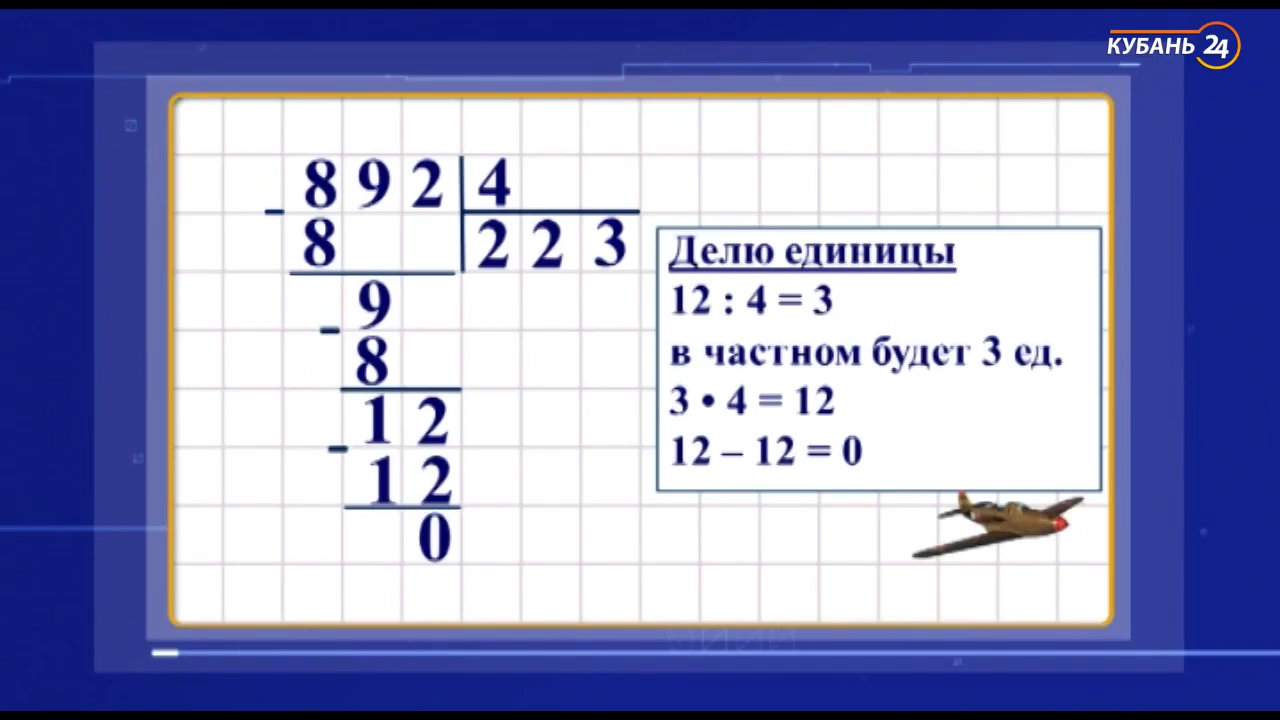 КУБАНЬ 24
- 8 9 2 4
8 2 2 3
- 9
8
- 1 2
1 2
0
Делю единицы
12 : 4 = 3
в частном будет 3 ед.
3 • 4 = 12
12 – 12 = 0